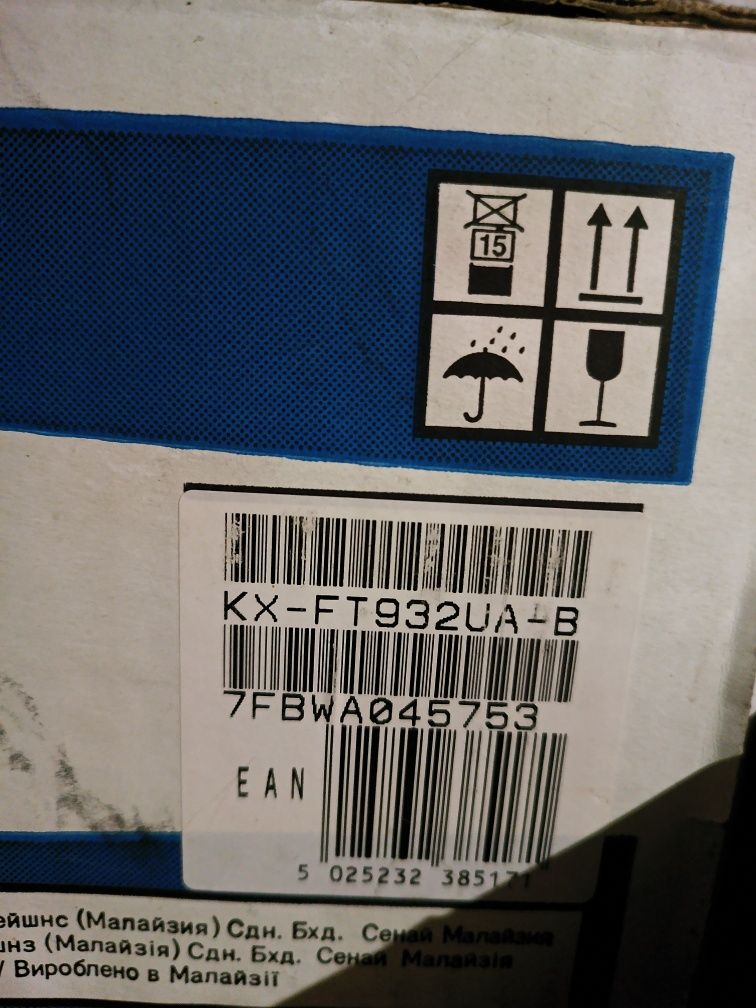 15
KX-FT932UA-B
7FBWA045753
EAN
5 025232 385171
ейшнс (Малайзия) Сдн. Бхд. Сенай Малайзия
нз (Малайзія) Сдн. Бхд. Сенай Малайзія
/ Вироблено в Малайзії